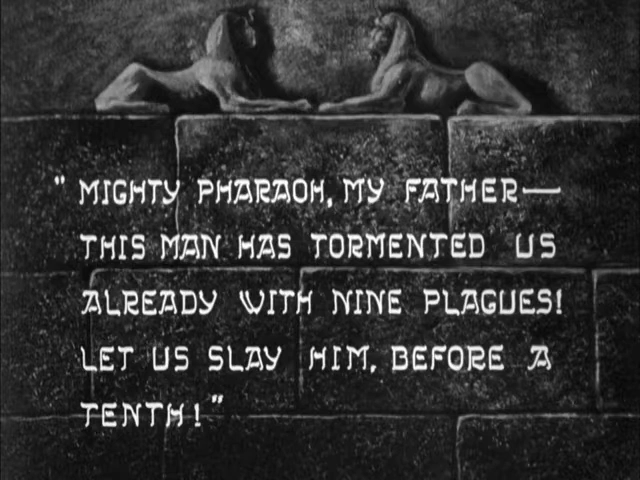 " MIGHTY PHARAOH, MY FATHER—
THIS MAN HAS TORMENTED US
ALREADY WITH NINE PLAGUES!
LET US SLAY HIM, BEFORE A
TENTH! "